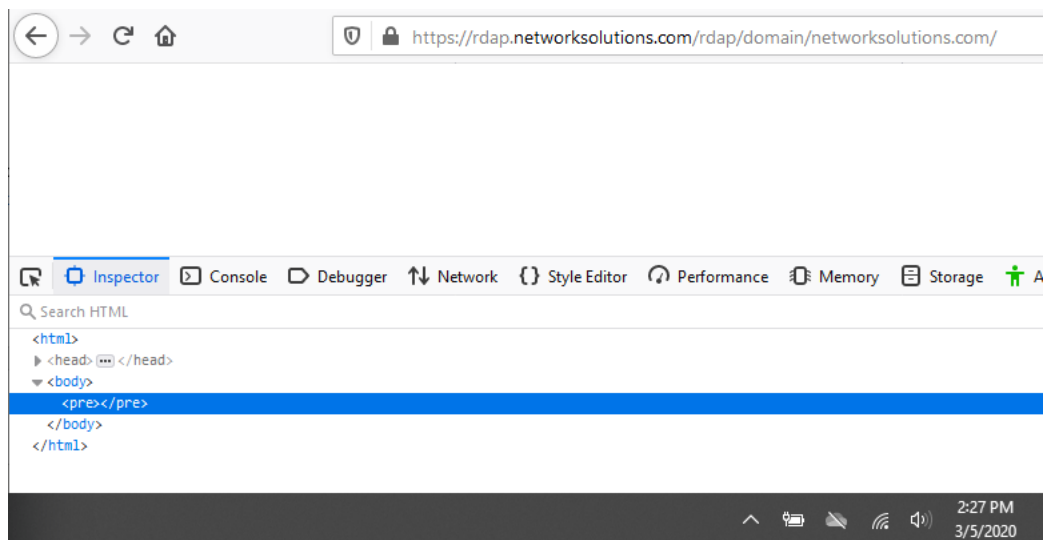 https://rdap.networksolutions.com/rdap/domain/networksolutions.com/
Inspector Console Debugger Network Style Editor Performance Memory Storage A
Search HTML
<html>
<head> ... </head>
<body>
<pre></pre>
</body>
</html>
2:27 PM
3/5/2020